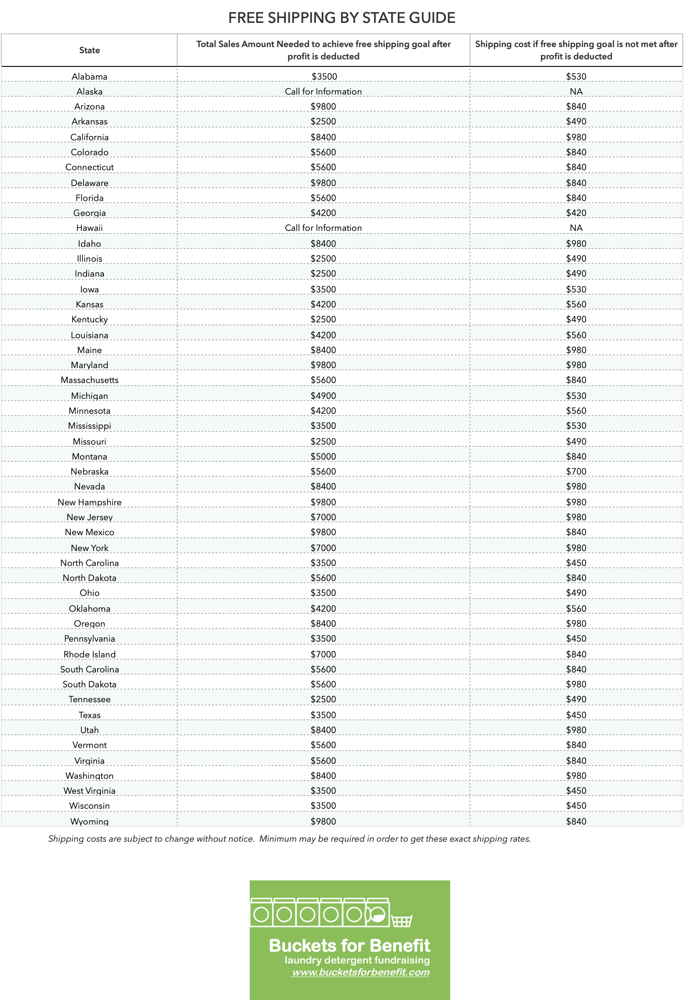 FREE SHIPPING BY STATE GUIDE
State Total Sales Amount Needed to achieve free shipping goal after profit is deducted Shipping cost if free shipping goal is not met after profit is deducted
Alabama $3500 $530
Alaska Call for Information NA
Arizona $9800 $840
Arkansas $2500 $490
California $8400 $980
Colorado $5600 $840
Connecticut $5600 $840
Delaware $9800 $840
Florida $5600 $840
Georgia $4200 $420
Hawaii Call for Information NA
Idaho $8400 $980
Illinois $2500 $490
Indiana $2500 $490
Iowa $3500 $530
Kansas $4200 $560
Kentucky $2500 $490
Louisiana $4200 $560
Maine $8400 $980
Maryland $9800 $980
Massachusetts $5600 $840
Michigan $4900 $530
Minnesota $4200 $560
Mississippi $3500 $530
Missouri $2500 $490
Montana $5000 $840
Nebraska $5600 $700
Nevada $8400 $980
New Hampshire $9800 $980
New Jersey $7000 $980
New Mexico $9800 $840
New York $7000 $980
North Carolina $3500 $450
North Dakota $5600 $840
Ohio $3500 $490
Oklahoma $4200 $560
Oregon $8400 $980
Pennsylvania $3500 $450
Rhode Island $7000 $840
South Carolina $5600 $840
South Dakota $5600 $980
Tennessee $2500 $490
Texas $3500 $450
Utah $8400 $980
Vermont $5600 $840
Virginia $5600 $840
Washington $8400 $980
West Virginia $3500 $450
Wisconsin $3500 $450
Wyoming $9800 $840
Shipping costs are subject to change without notice. Minimum may be required in order to get these exact shipping rates.
Buckets for Benefit
laundry detergent fundraising
www.bucketsforbenefit.com